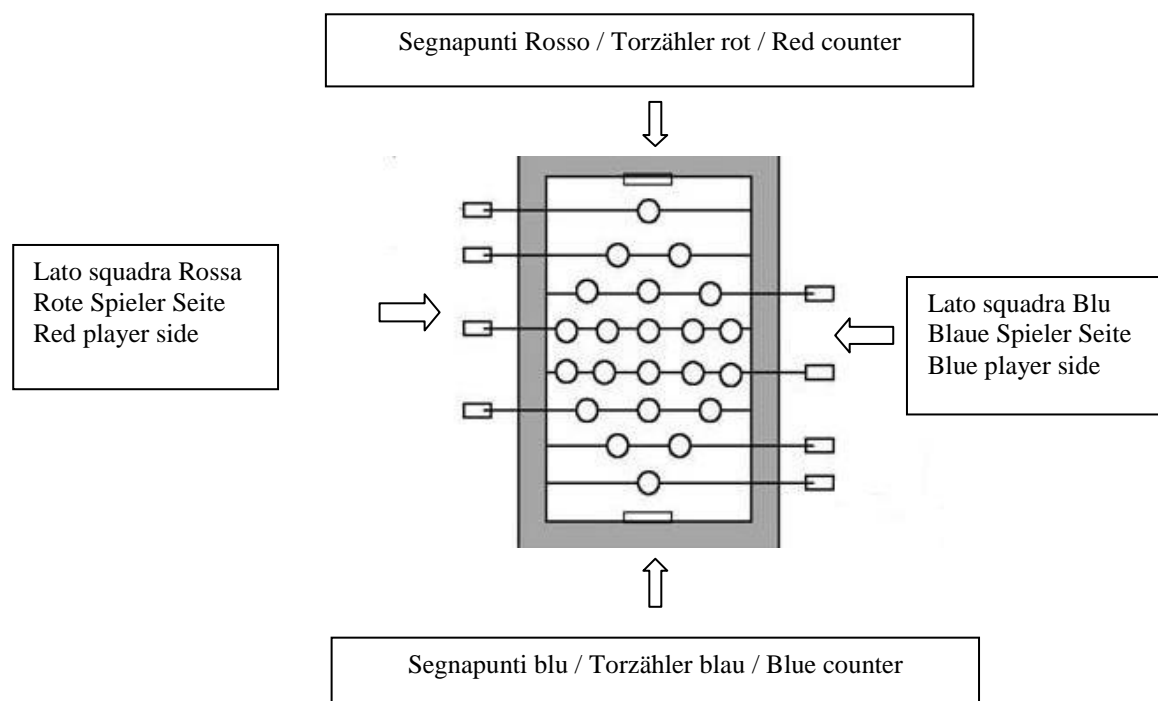 Segnapunti Rosso / Torzähler rot / Red counter
Lato squadra Rossa
Rote Spieler Seite
Red player side
Lato squadra Blu
Blaue Spieler Seite
Blue player side
Segnapunti blu / Torzähler blau / Blue counter